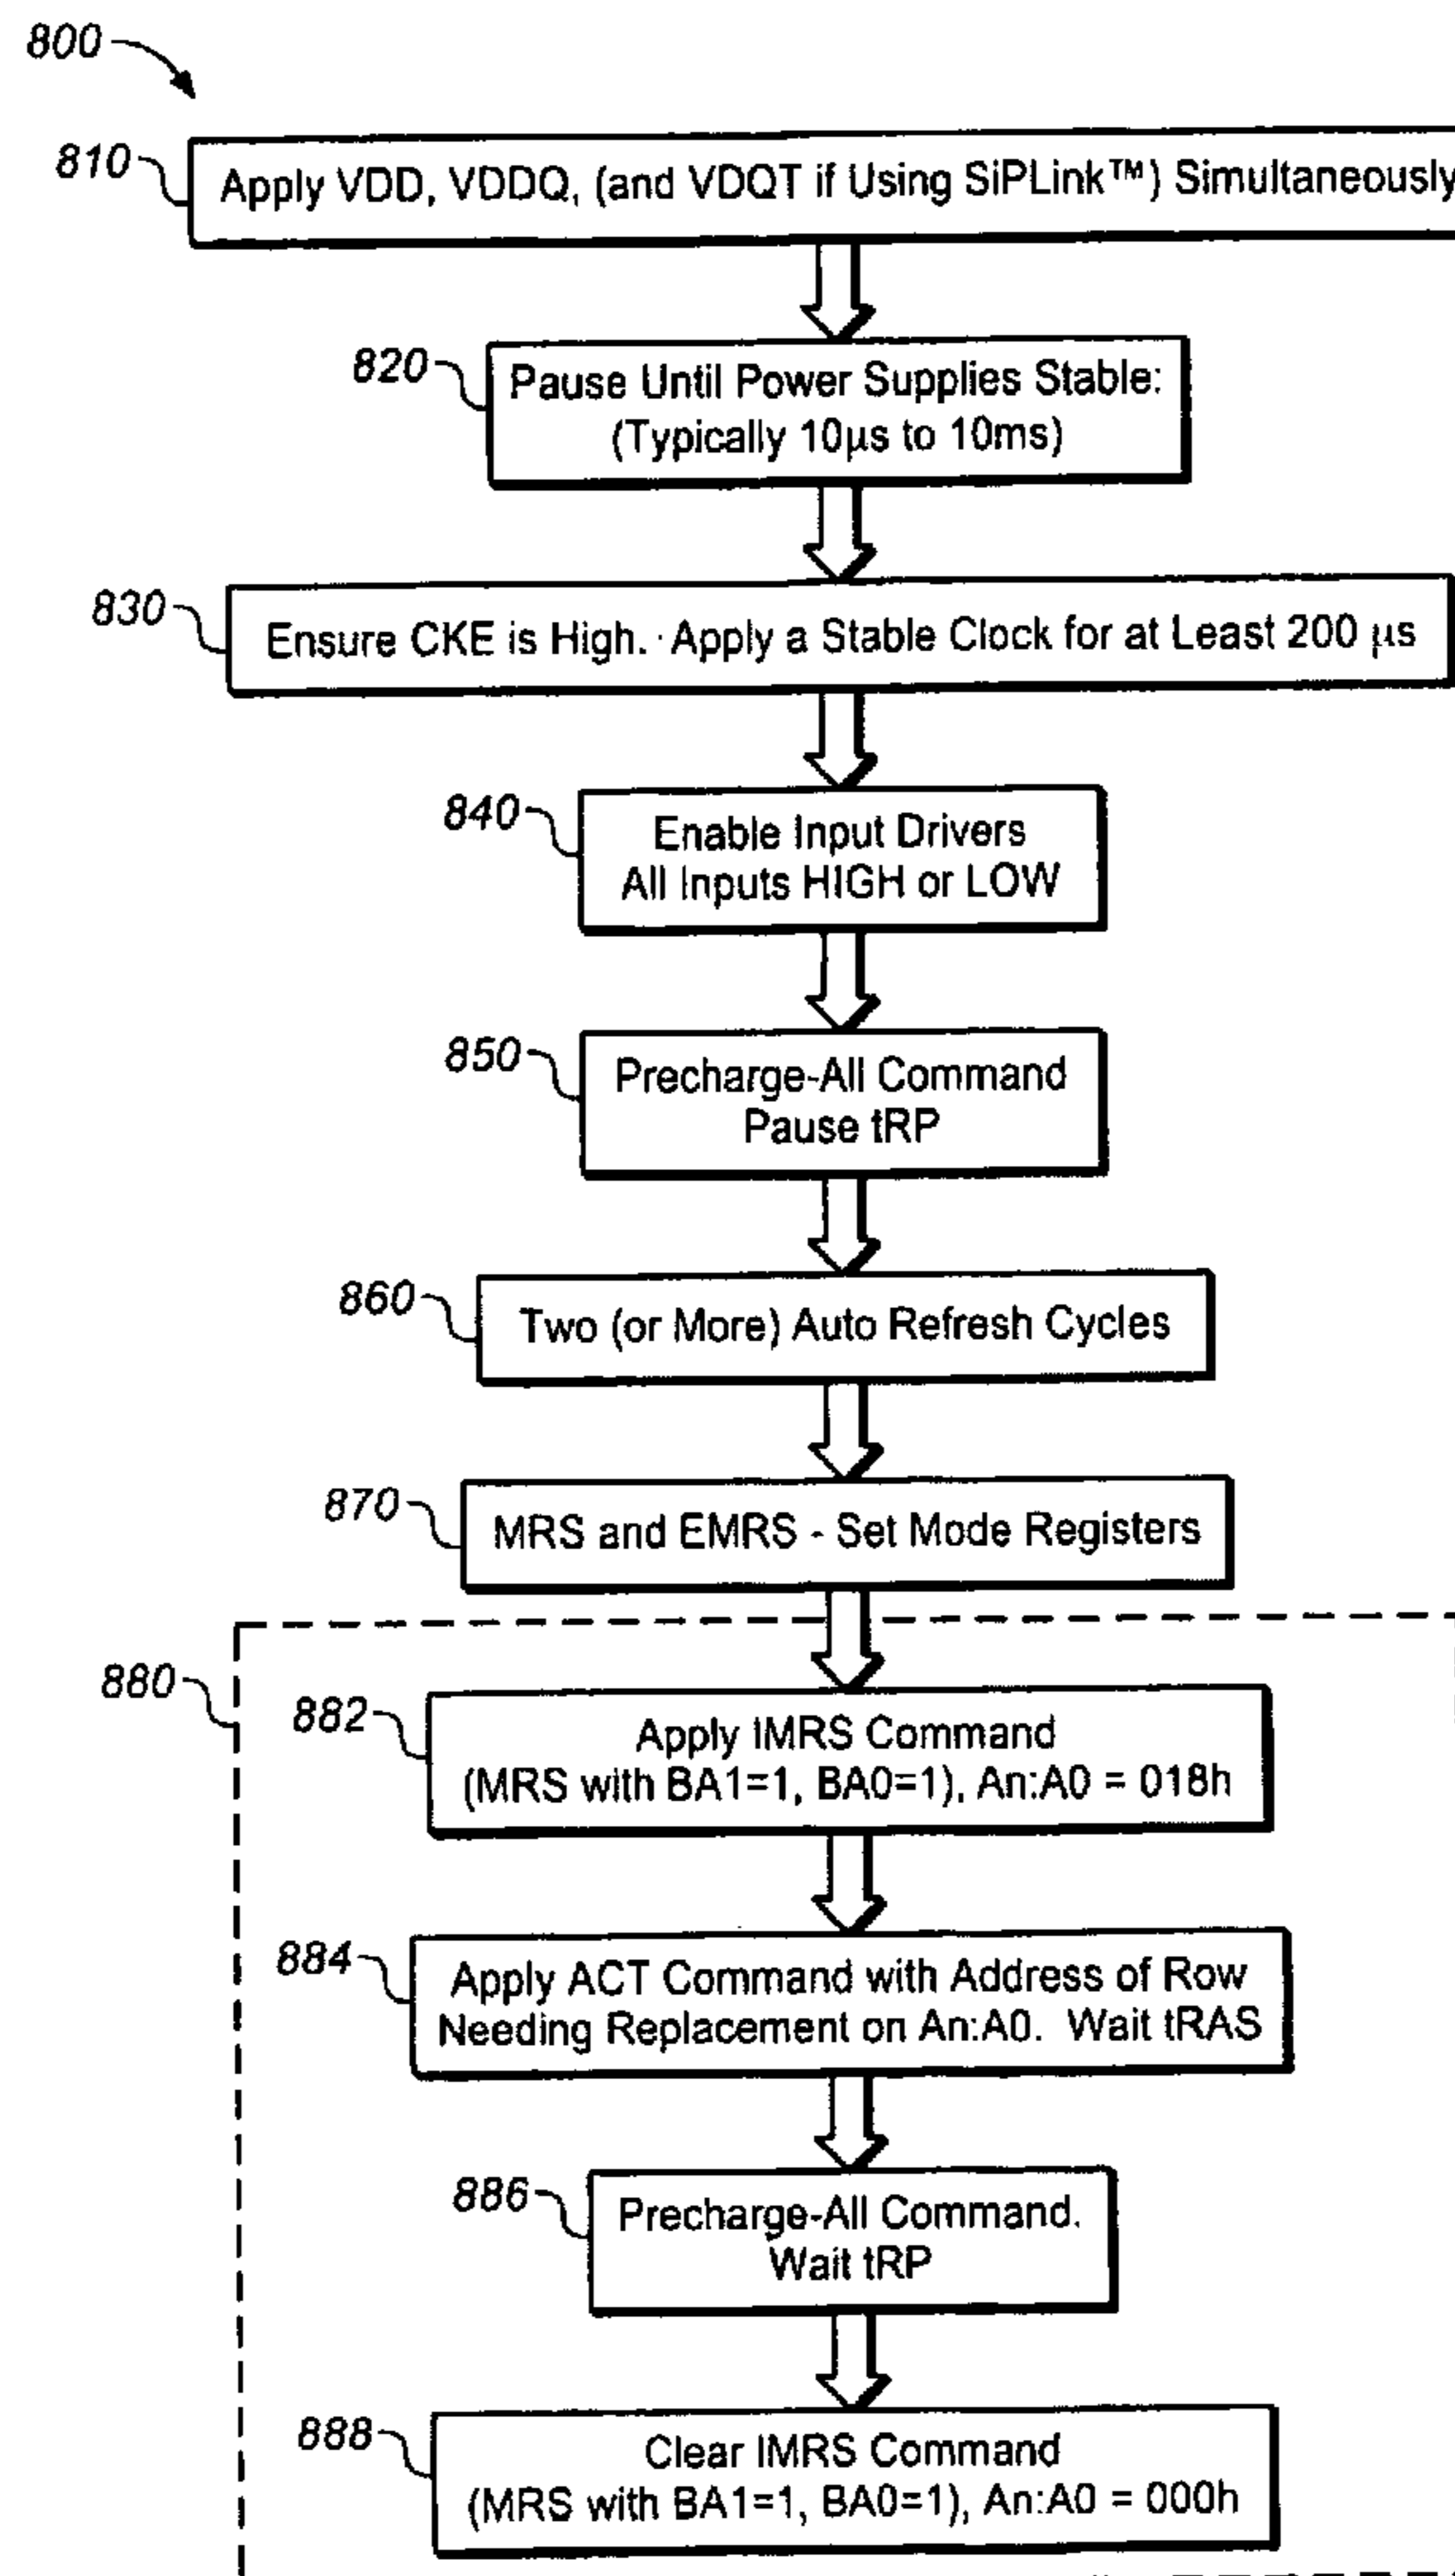 800
810
Apply VDD, VDDQ, (and VDQT if Using SiPLink™) Simultaneously
820
Pause Until Power Supplies Stable:
(Typically 10µs to 10ms)
830
Ensure CKE is High. Apply a Stable Clock for at Least 200 µs
840
Enable Input Drivers
All Inputs HIGH or LOW
850
Precharge-All Command
Pause tRP
860
Two (or More) Auto Refresh Cycles
870
MRS and EMRS - Set Mode Registers
880
882
Apply IMRS Command
(MRS with BA1=1, BA0=1), An:A0 = 018h
884
Apply ACT Command with Address of Row
Needing Replacement on An:A0. Wait tRAS
886
Precharge-All Command.
Wait tRP
888
Clear IMRS Command
(MRS with BA1=1, BA0=1), An:A0 = 000h